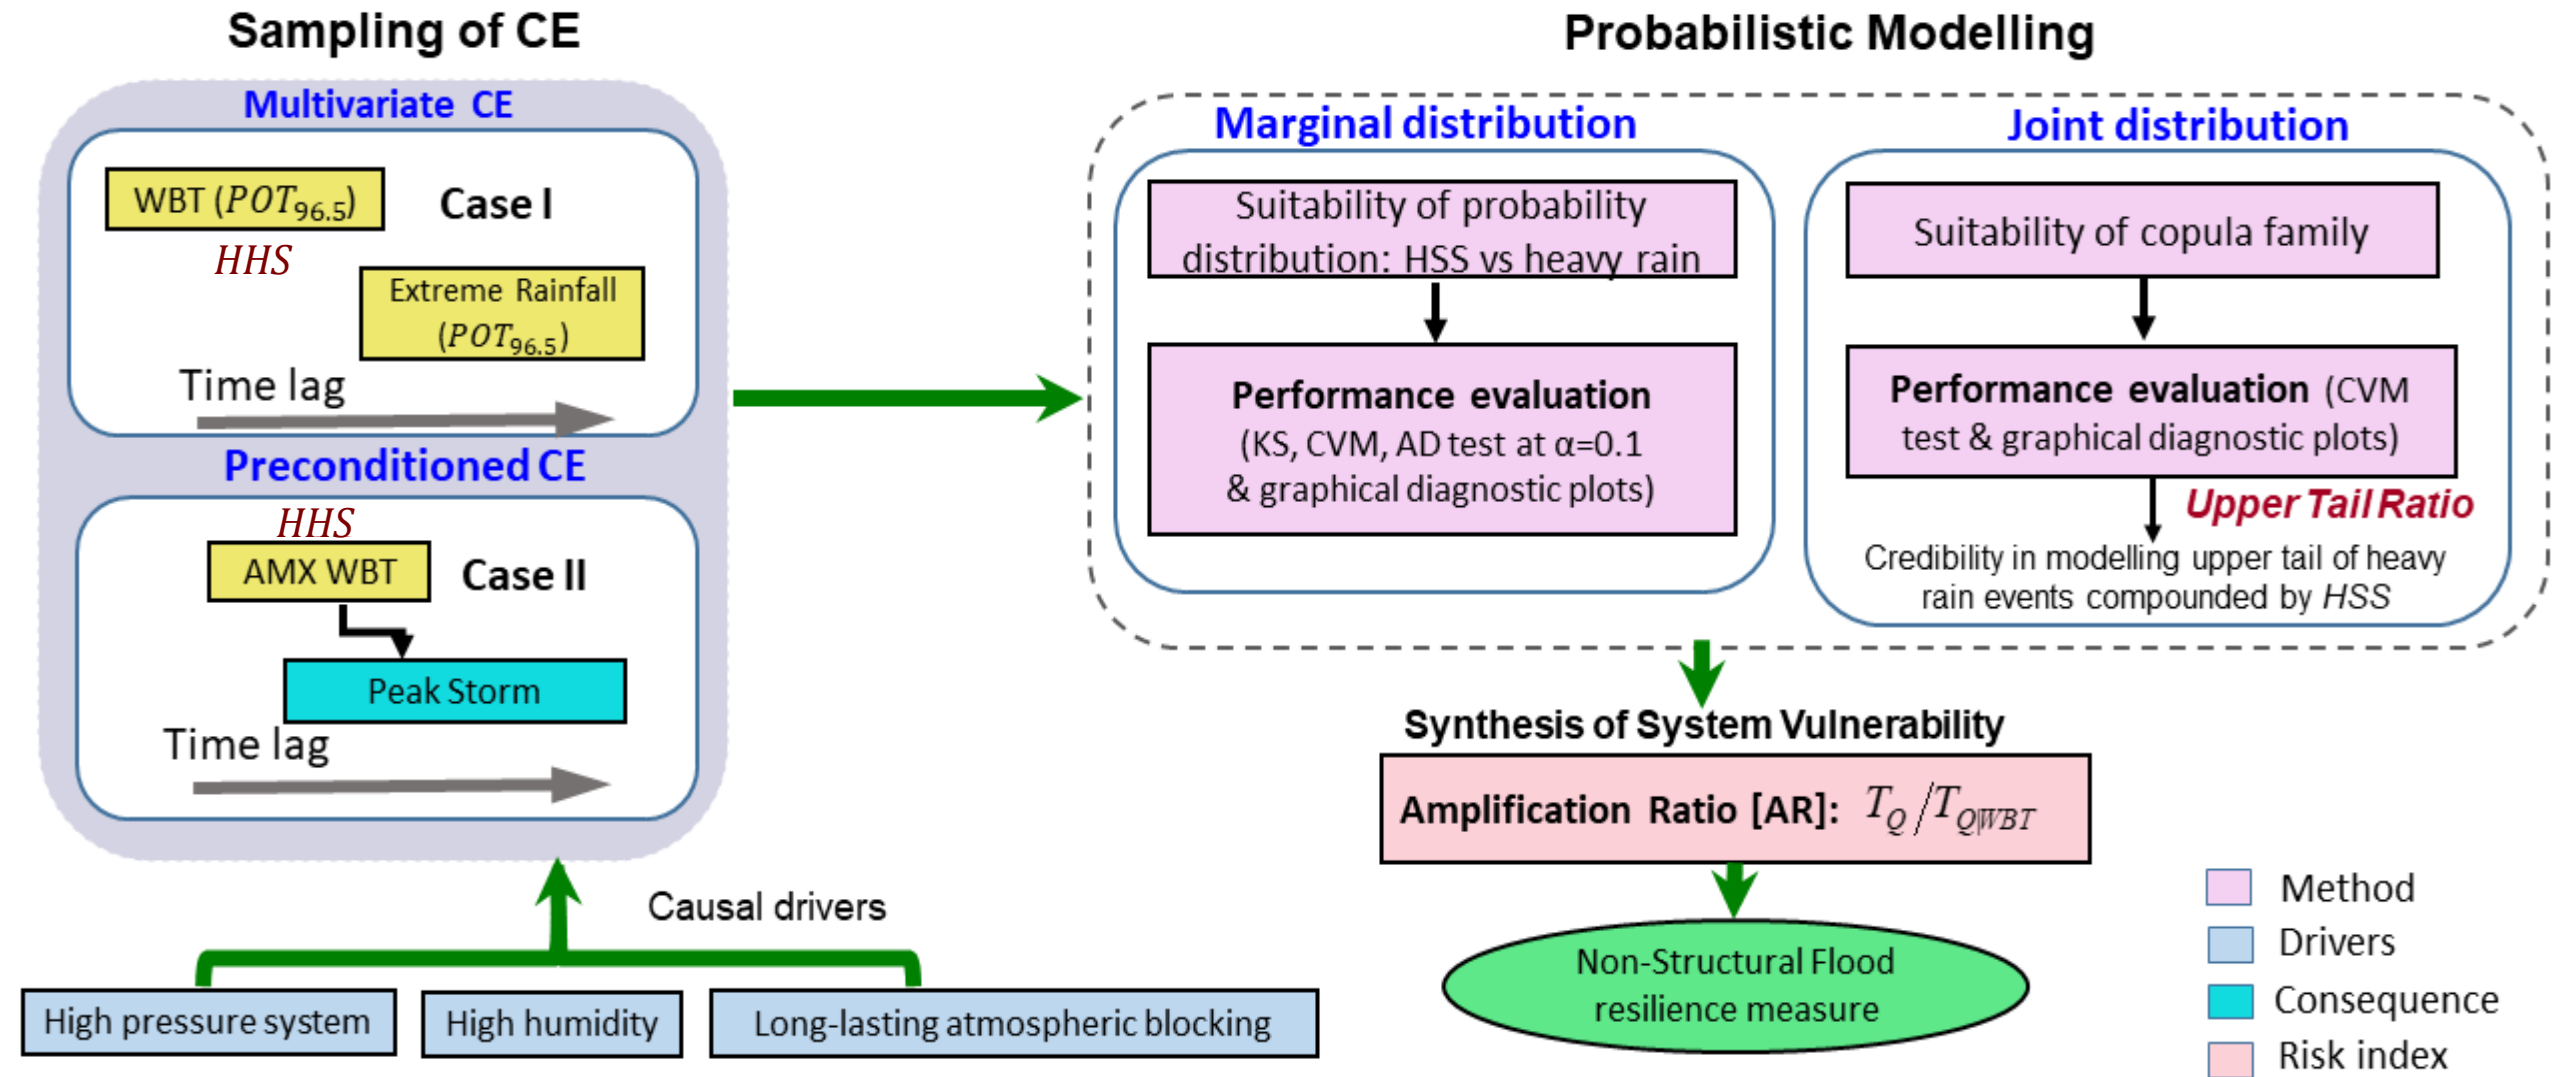 Sampling of CE
Multivariate CE
WBT (POT96.5)
Case I
HHS
Extreme Rainfall
(POT96.5)
Time lag
Preconditioned CE
HHS
AMX WBT
Case II
Peak Storm
Time lag
Causal drivers
High pressure system
High humidity
Long-lasting atmospheric blocking
Probabilistic Modelling
Marginal distribution
Suitability of probability
distribution: HSS vs heavy rain
Performance evaluation
(KS, CVM, AD test at α=0.1
& graphical diagnostic plots)
Joint distribution
Suitability of copula family
Performance evaluation (CVM
test & graphical diagnostic plots)
Upper Tail Ratio
Credibility in modelling upper tail of heavy
rain events compounded by HSS
Synthesis of System Vulnerability
Amplification Ratio [AR]: TQ/TQ|WBT
Non-Structural Flood
resilience measure
Method
Drivers
Consequence
Risk index